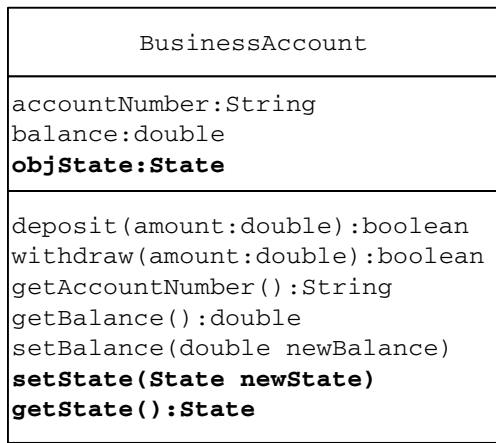 BusinessAccount
accountNumber:String
balance:double
objState:State
deposit(amount:double):boolean
withdraw(amount:double):boolean
getAccountNumber():String
getBalance():double
setBalance(double newBalance)
setState(State newState)
getState():State